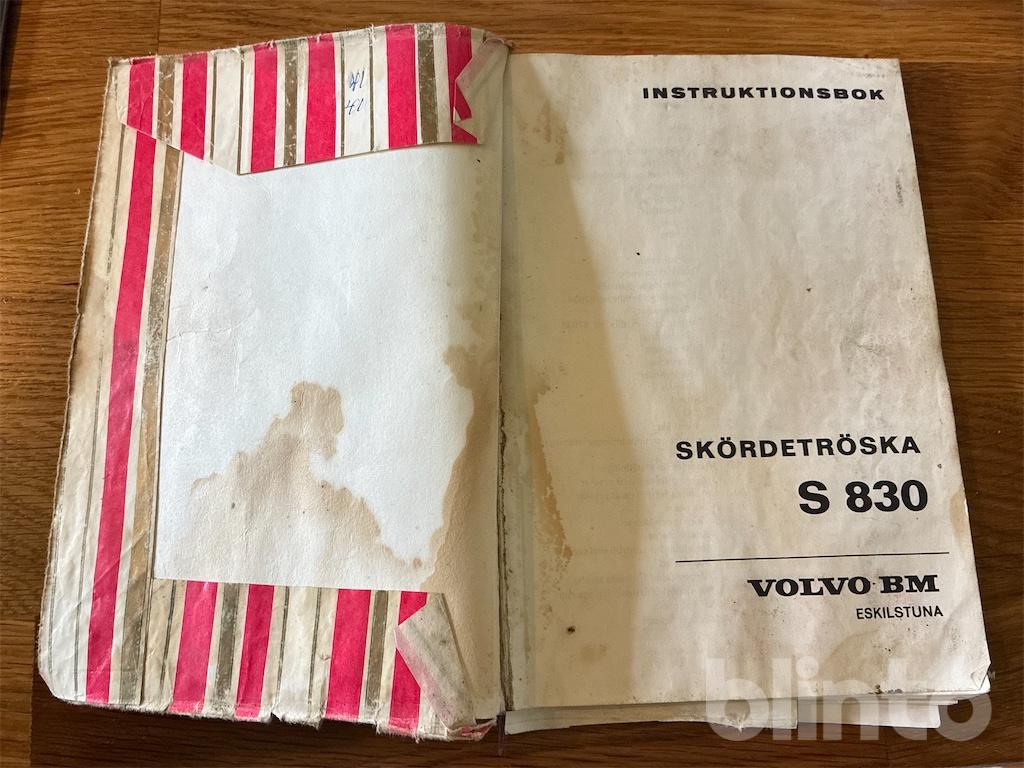 INSTRUKTIONSBOK
SKÖRDETRÖSKA
S 830
VOLVO BM
ESKILSTUNA
blinto